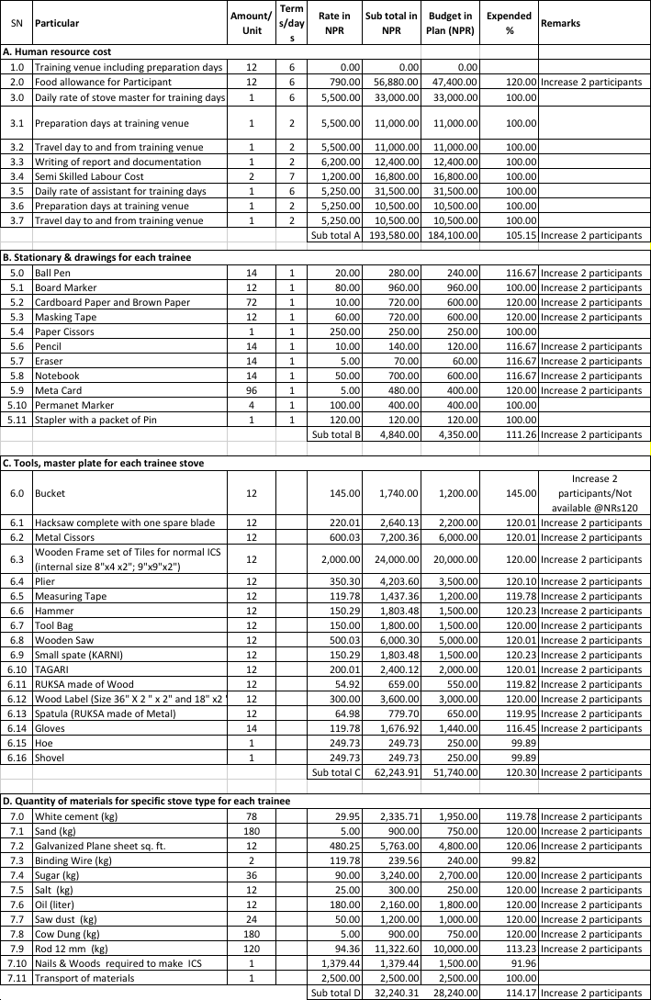 SN Particular Amount/ Unit Term s/day s Rate in NPR Sub total in NPR Budget in Plan (NPR) Expended % Remarks
A. Human resource cost
1.0 Training venue including preparation days 12 6 0.00 0.00 0.00
2.0 Food allowance for Participant 12 6 790.00 56,880.00 47,400.00 120.00 Increase 2 participants
3.0 Daily rate of stove master for training days 1 6 5,500.00 33,000.00 33,000.00 100.00
3.1 Preparation days at training venue 1 2 5,500.00 11,000.00 11,000.00 100.00
3.2 Travel day to and from training venue 1 2 5,500.00 11,000.00 11,000.00 100.00
3.3 Writing of report and documentation 1 2 6,200.00 12,400.00 12,400.00 100.00
3.4 Semi Skilled Labour Cost 2 7 1,200.00 16,800.00 16,800.00 100.00
3.5 Daily rate of assistant for training days 1 6 5,250.00 31,500.00 31,500.00 100.00
3.6 Preparation days at training venue 1 2 5,250.00 10,500.00 10,500.00 100.00
3.7 Travel day to and from training venue 1 2 5,250.00 10,500.00 10,500.00 100.00
Sub total A 193,580.00 184,100.00 105.15 Increase 2 participants
B. Stationary & drawings for each trainee
5.0 Ball Pen 14 1 20.00 280.00 240.00 116.67 Increase 2 participants
5.1 Board Marker 12 1 80.00 960.00 960.00 100.00 Increase 2 participants
5.2 Cardboard Paper and Brown Paper 72 1 10.00 720.00 600.00 120.00 Increase 2 participants
5.3 Masking Tape 12 1 60.00 720.00 600.00 120.00 Increase 2 participants
5.4 Paper Cissors 1 1 250.00 250.00 250.00 100.00
5.6 Pencil 14 1 10.00 140.00 120.00 116.67 Increase 2 participants
5.7 Eraser 14 1 5.00 70.00 60.00 116.67 Increase 2 participants
5.8 Notebook 14 1 50.00 700.00 600.00 116.67 Increase 2 participants
5.9 Meta Card 96 1 5.00 480.00 400.00 120.00 Increase 2 participants
5.10 Permanet Marker 4 1 100.00 400.00 400.00 100.00
5.11 Stapler with a packet of Pin 1 1 120.00 120.00 120.00 100.00
Sub total B 4,840.00 4,350.00 111.26 Increase 2 participants
C. Tools, master plate for each trainee stove
6.0 Bucket 12 145.00 1,740.00 1,200.00 145.00 Increase 2 participants/Not available @NRs120
6.1 Hacksaw complete with one spare blade 12 220.01 2,640.13 2,200.00 120.01 Increase 2 participants
6.2 Metal Cissors 12 600.03 7,200.36 6,000.00 120.01 Increase 2 participants
6.3 Wooden Frame set of Tiles for normal ICS (internal size 8"x4 x2"; 9"x9"x2") 12 2,000.00 24,000.00 20,000.00 120.00 Increase 2 participants
6.4 Plier 12 350.30 4,203.60 3,500.00 120.10 Increase 2 participants
6.5 Measuring Tape 12 119.78 1,437.36 1,200.00 119.78 Increase 2 participants
6.6 Hammer 12 150.29 1,803.48 1,500.00 120.23 Increase 2 participants
6.7 Tool Bag 12 150.00 1,800.00 1,500.00 120.00 Increase 2 participants
6.8 Wooden Saw 12 500.03 6,000.30 5,000.00 120.01 Increase 2 participants
6.9 Small spate (KARNI) 12 150.29 1,803.48 1,500.00 120.23 Increase 2 participants
6.10 TAGARI 12 200.01 2,400.12 2,000.00 120.01 Increase 2 participants
6.11 RUKSA made of Wood 12 54.92 659.00 550.00 119.82 Increase 2 participants
6.12 Wood Label (Size 36" X 2 " x 2" and 18" x2 ' 12 300.00 3,600.00 3,000.00 120.00 Increase 2 participants
6.13 Spatula (RUKSA made of Metal) 12 64.98 779.70 650.00 119.95 Increase 2 participants
6.14 Gloves 14 119.78 1,676.92 1,440.00 116.45 Increase 2 participants
6.15 Hoe 1 249.73 249.73 250.00 99.89
6.16 Shovel 1 249.73 249.73 250.00 99.89
Sub total C 62,243.91 51,740.00 120.30 Increase 2 participants
D. Quantity of materials for specific stove type for each trainee
7.0 White cement (kg) 78 29.95 2,335.71 1,950.00 119.78 Increase 2 participants
7.1 Sand (kg) 180 5.00 900.00 750.00 120.00 Increase 2 participants
7.2 Galvanized Plane sheet sq. ft. 12 480.25 5,763.00 4,800.00 120.06 Increase 2 participants
7.3 Binding Wire (kg) 2 119.78 239.56 240.00 99.82
7.4 Sugar (kg) 36 90.00 3,240.00 2,700.00 120.00 Increase 2 participants
7.5 Salt (kg) 12 25.00 300.00 250.00 120.00 Increase 2 participants
7.6 Oil (liter) 12 180.00 2,160.00 1,800.00 120.00 Increase 2 participants
7.7 Saw dust (kg) 24 50.00 1,200.00 1,000.00 120.00 Increase 2 participants
7.8 Cow Dung (kg) 180 5.00 900.00 750.00 120.00 Increase 2 participants
7.9 Rod 12 mm (kg) 120 94.36 11,322.60 10,000.00 113.23 Increase 2 participants
7.10 Nails & Woods required to make ICS 1 1,379.44 1,379.44 1,500.00 91.96
7.11 Transport of materials 1 2,500.00 2,500.00 2,500.00 100.00
Sub total D 32,240.31 28,240.00 114.17 Increase 2 participants